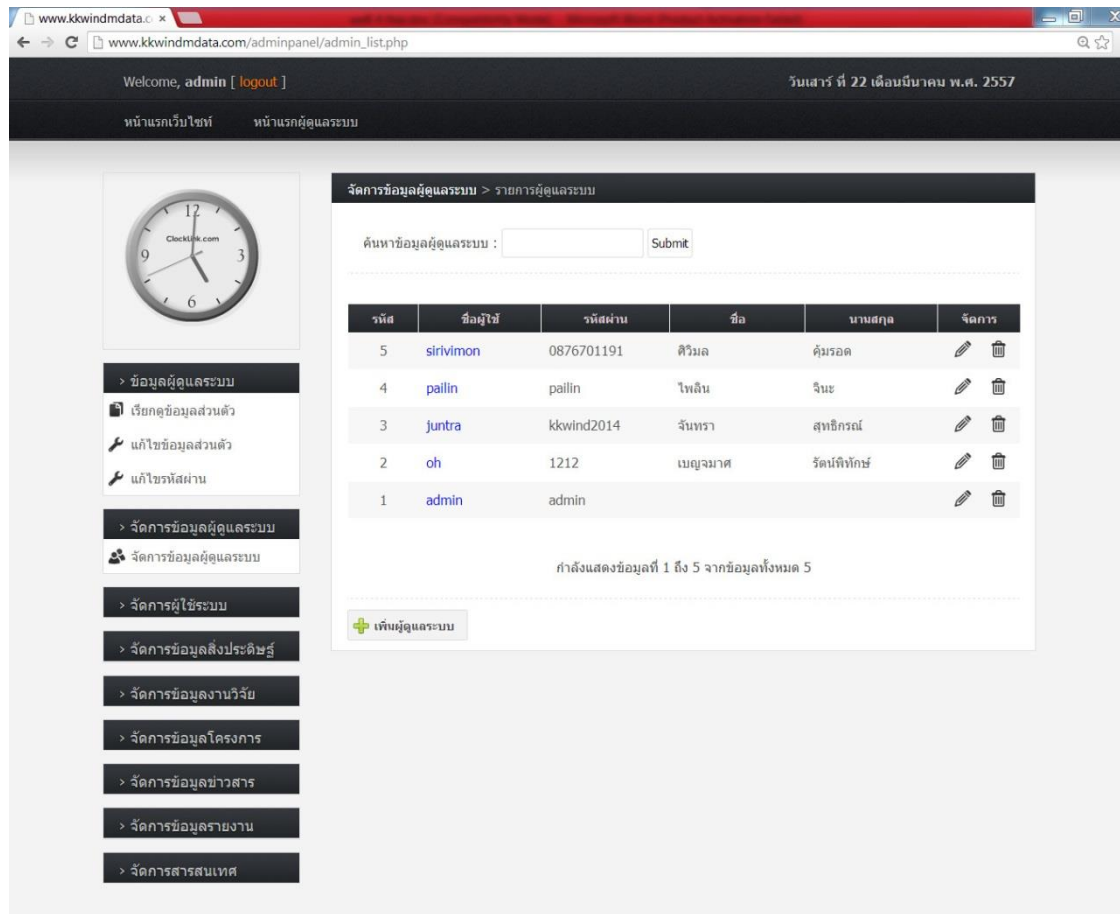 www.kkwindmdata.c
www.kkwindmdata.com/adminpanel/admin_list.php
Welcome, admin [ logout ]
วันเสาร์ ที่ 22 เดือนมีนาคม พ.ศ. 2557
หน้าแรกเว็บไซท์ หน้าแรกผู้ดูแลระบบ
12
ClockLink.com
9 3
6
> ข้อมูลผู้ดูแลระบบ
เรียกดูข้อมูลส่วนตัว
แก้ไขข้อมูลส่วนตัว
แก้ไขรหัสผ่าน
> จัดการข้อมูลผู้ดูแลระบบ
จัดการข้อมูลผู้ดูแลระบบ
> จัดการผู้ใช้ระบบ
> จัดการข้อมูลสิ่งประดิษฐ์
> จัดการข้อมูลงานวิจัย
> จัดการข้อมูลโครงการ
> จัดการข้อมูลข่าวสาร
> จัดการข้อมูลรายงาน
> จัดการสารสนเทศ
จัดการข้อมูลผู้ดูแลระบบ > รายการผู้ดูแลระบบ
ค้นหาข้อมูลผู้ดูแลระบบ : Submit
รหัส ชื่อผู้ใช้ รหัสผ่าน ชื่อ นามสกุล จัดการ
5 sirivimon 0876701191 ศิวิมล คุ้มรอด
4 pailin pailin ไพลิน จินะ
3 juntra kkwind2014 จันทรา สุทธิกรณ์
2 oh 1212 เบญจมาศ รัตน์พิทักษ์
1 admin admin
กำลังแสดงข้อมูลที่ 1 ถึง 5 จากข้อมูลทั้งหมด 5
เพิ่มผู้ดูแลระบบ